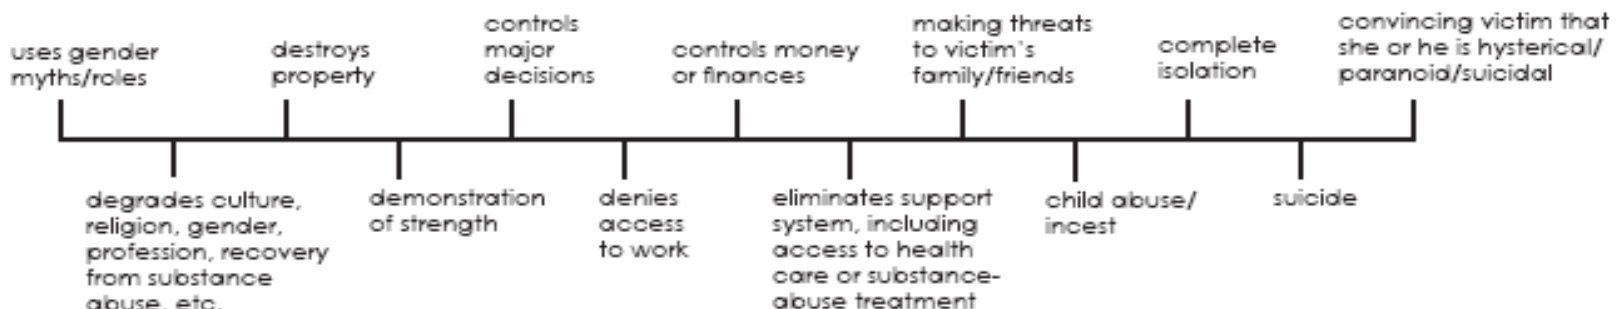 uses gender
myths/roles
degrades culture,
religion, gender,
profession, recovery
from substance
abuse, etc.
destroys
property
demonstration
of strength
controls
major
decisions
denies
access
to work
controls money
or finances
eliminates support
system, including
access to health
care or substance-
abuse treatment
making threats
to victim's
family/friends
child abuse/
incest
complete
isolation
suicide
convincing victim that
she or he is hysterical/
paranoid/suicidal